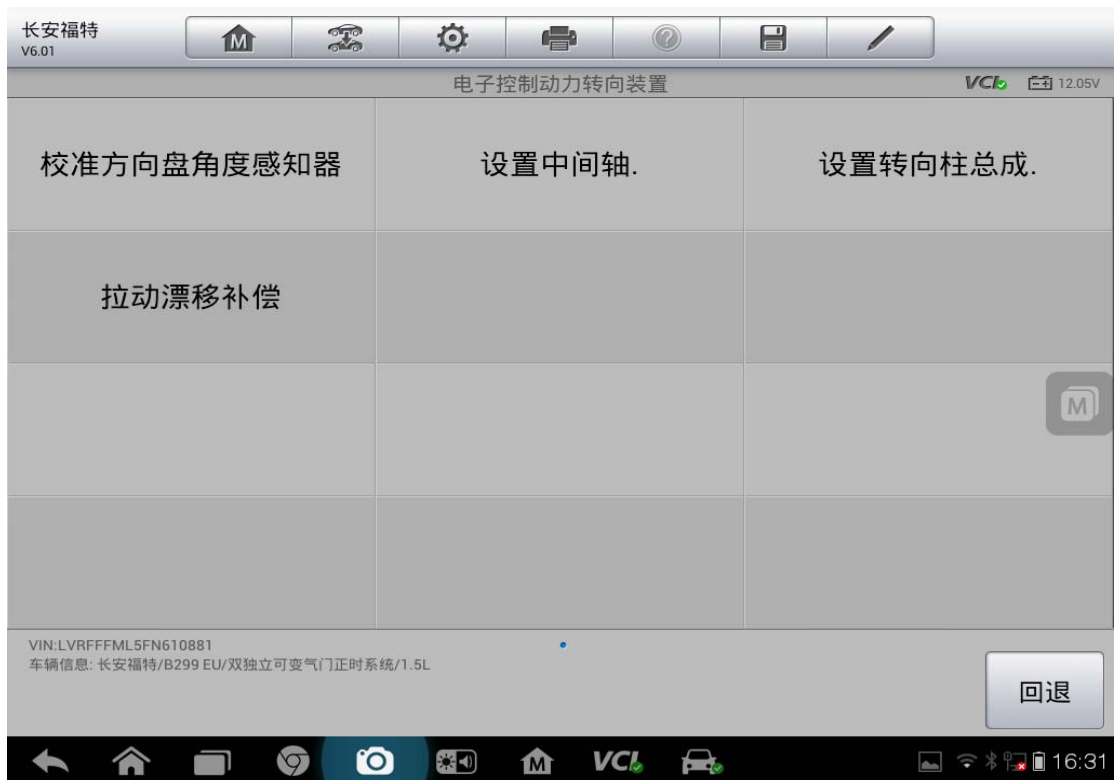 长安福特
V6.01
M
电子控制动力转向装置
VCI 12.05V
校准方向盘角度感知器
设置中间轴.
设置转向柱总成.
拉动漂移补偿
M
VIN:LVRFFFML5FN610881
车辆信息: 长安福特/B299 EU/双独立可变气门正时系统/1.5L
回退
M VCI 16:31